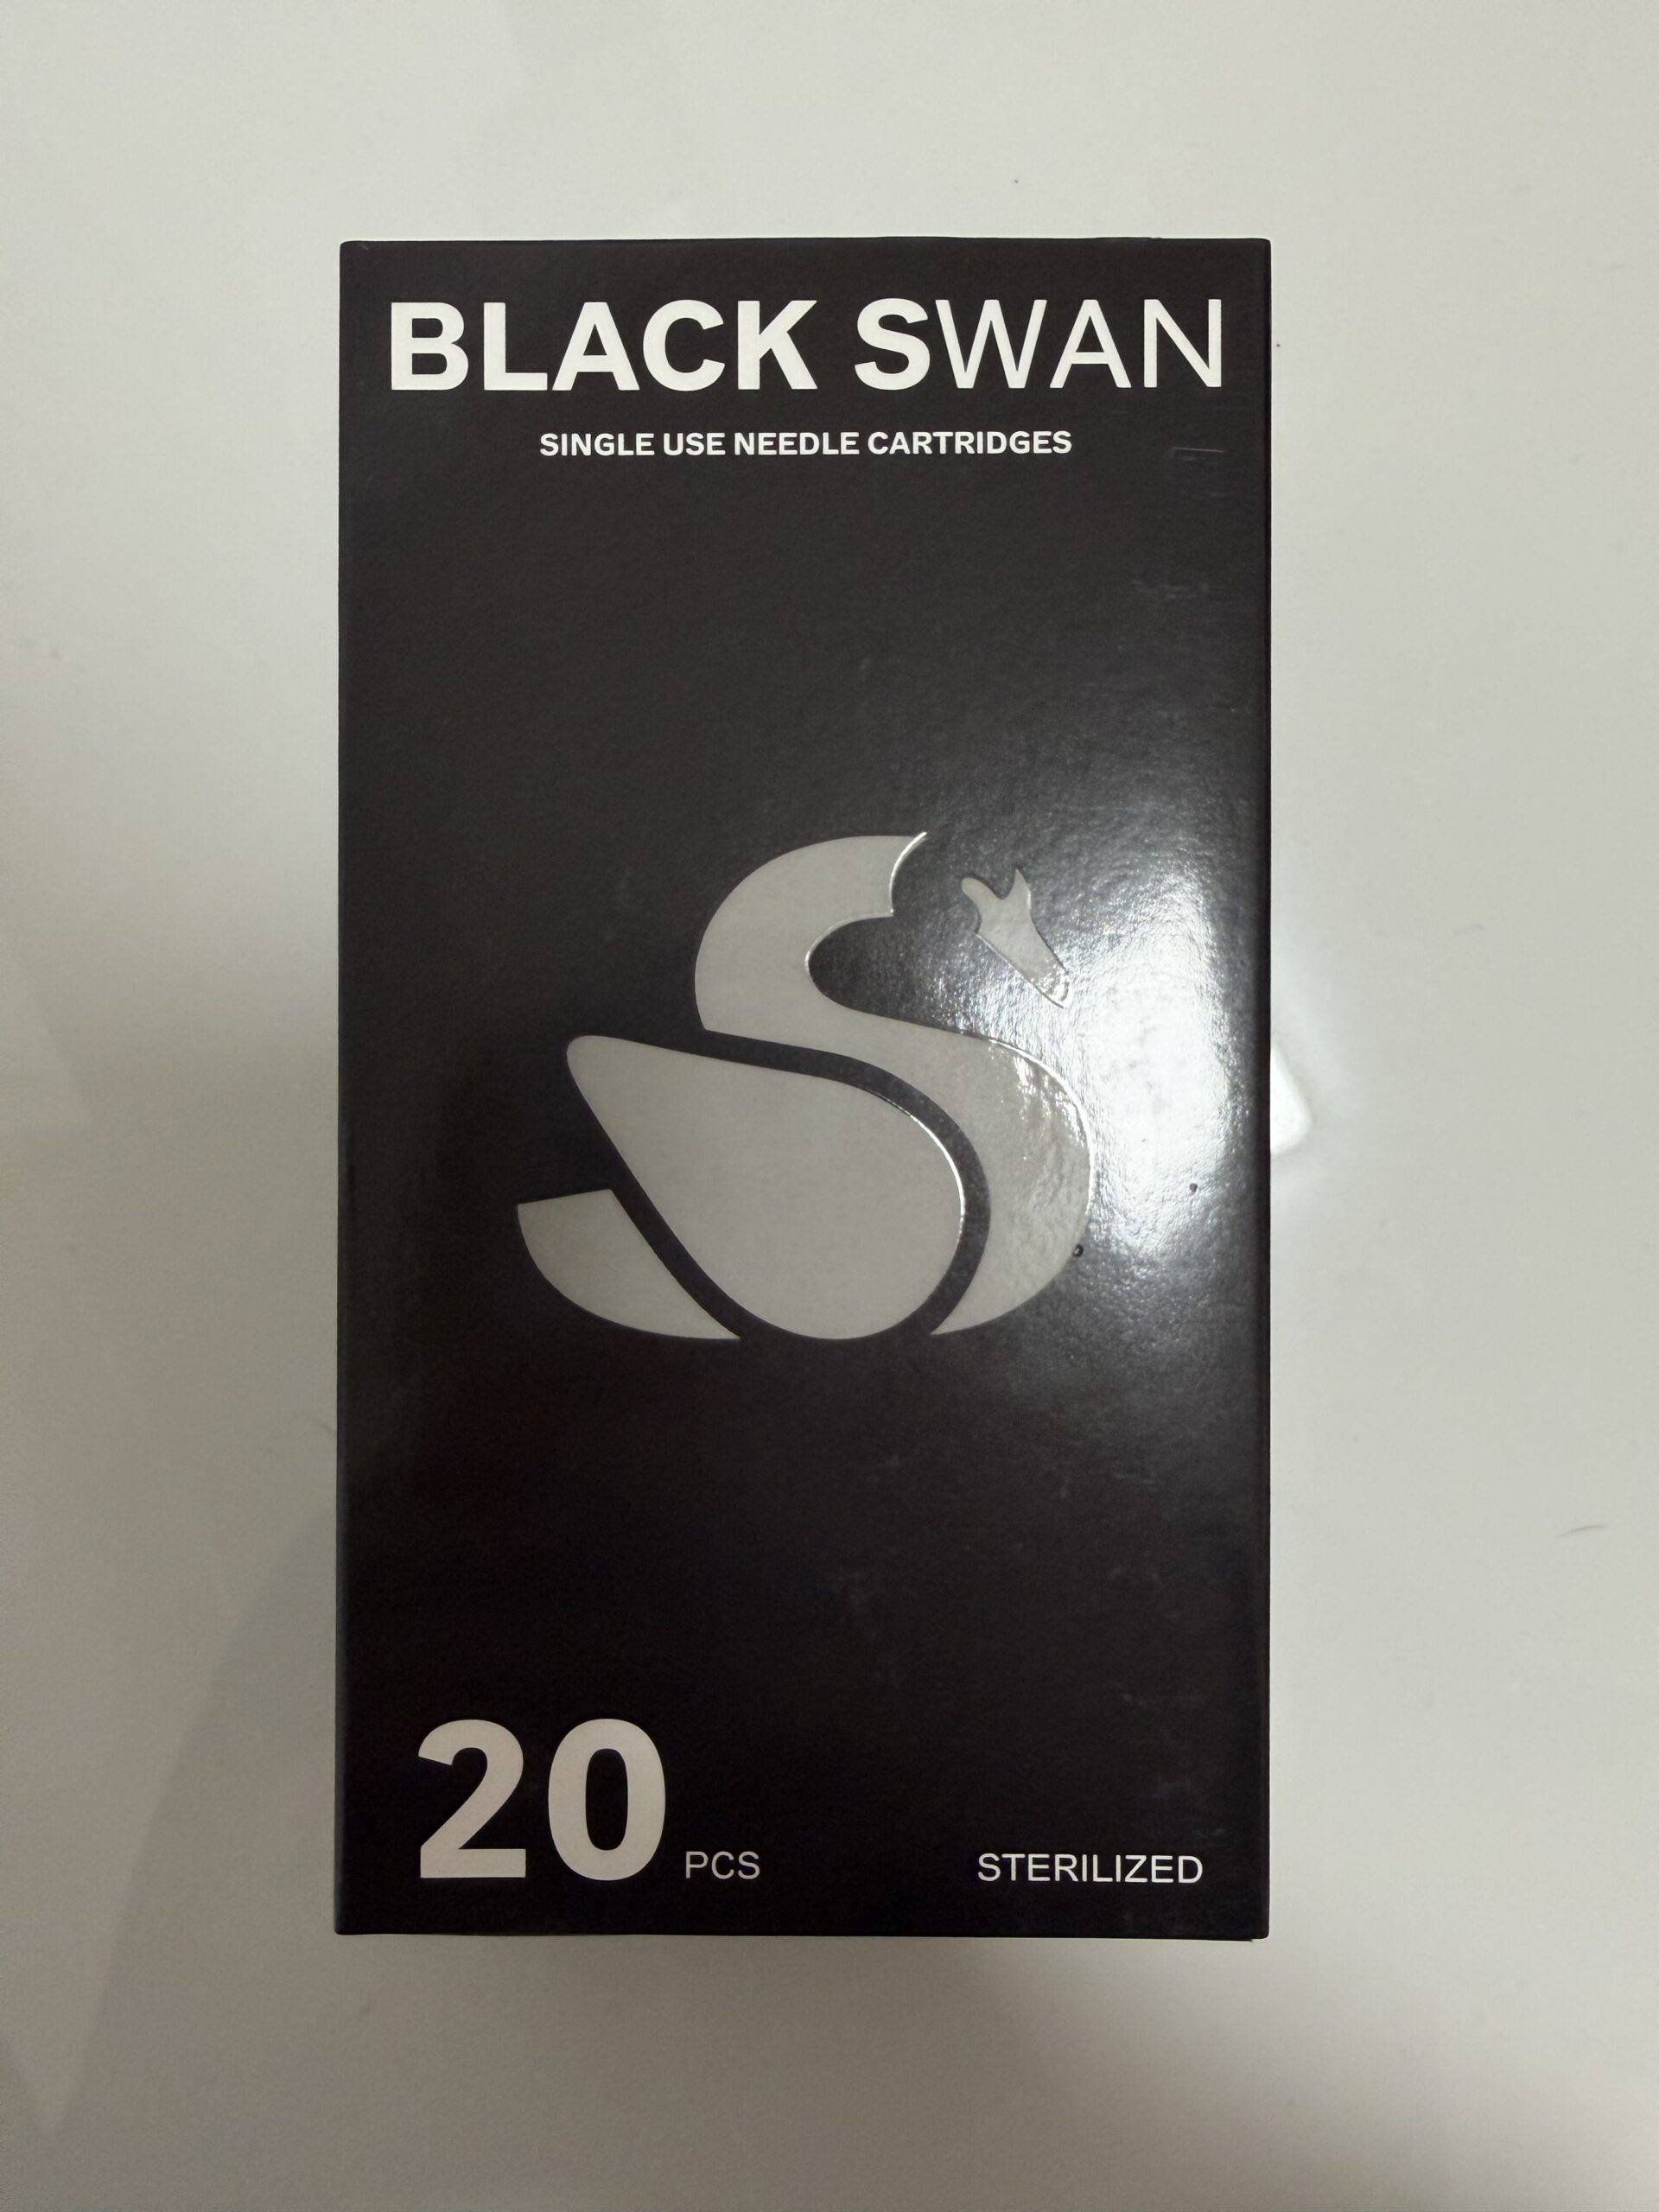 BLACK SWAN
SINGLE USE NEEDLE CARTRIDGES
20 PCS
STERILIZED